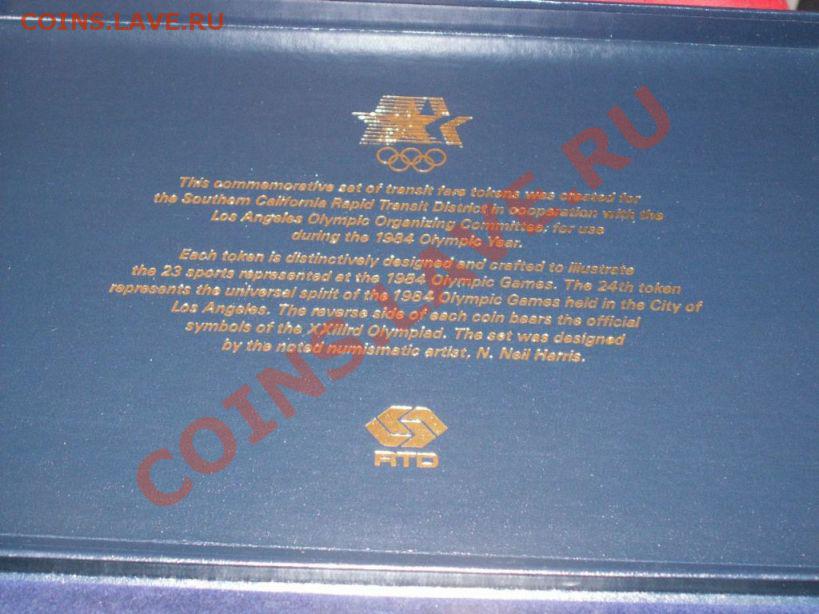 COINS.LAVE.RU
This commemorative set of transit fare tokens was created for
the Southern California Rapid Transit District in cooperation with the
Los Angeles Olympic Organizing Committee, for use
during the 1984 Olympic Year.
Each token is distinctively designed and crafted to illustrate
the 23 sports represented at the 1984 Olympic Games. The 24th token
represents the universal spirit of the 1984 Olympic Games held in the City of
Los Angeles. The reverse side of each coin bears the official
symbols of the XXIIIrd Olympiad. The set was designed
by the noted numismatic artist, N. Neil Harris.
COINS.LAVE.RU
RTD